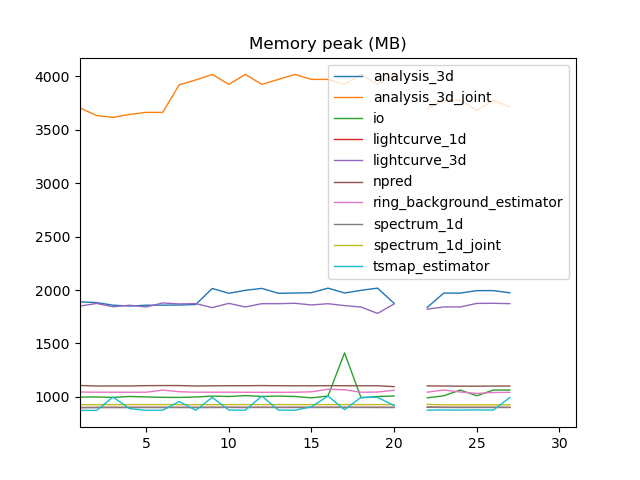 Memory peak (MB)
4000
3500
3000
2500
2000
1500
1000
analysis_3d
analysis_3d_joint
io
lightcurve_1d
lightcurve_3d
npred
ring_background_estimator
spectrum_1d
spectrum_1d_joint
tsmap_estimator
5 10 15 20 25 30